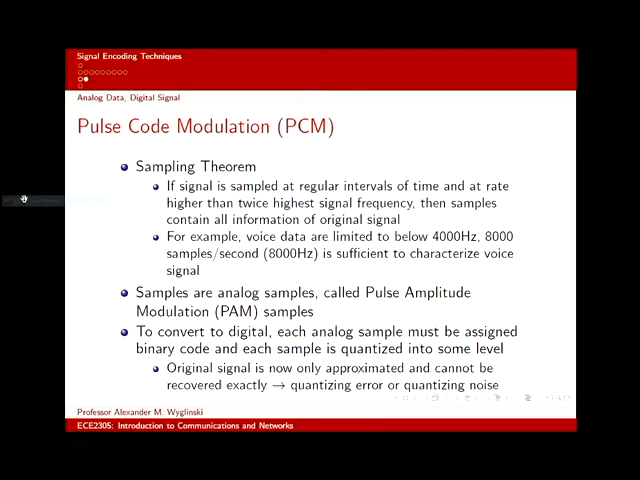 Signal Encoding Techniques
Analog Data, Digital Signal
Pulse Code Modulation (PCM)
Sampling Theorem
If signal is sampled at regular intervals of time and at rate
higher than twice highest signal frequency, then samples
contain all information of original signal
For example, voice data are limited to below 4000Hz, 8000
samples/second (8000Hz) is sufficient to characterize voice
signal
Samples are analog samples, called Pulse Amplitude
Modulation (PAM) samples
To convert to digital, each analog sample must be assigned
binary code and each sample is quantized into some level
Original signal is now only approximated and cannot be
recovered exactly → quantizing error or quantizing noise
Professor Alexander M. Wyglinski
ECE2305: Introduction to Communications and Networks